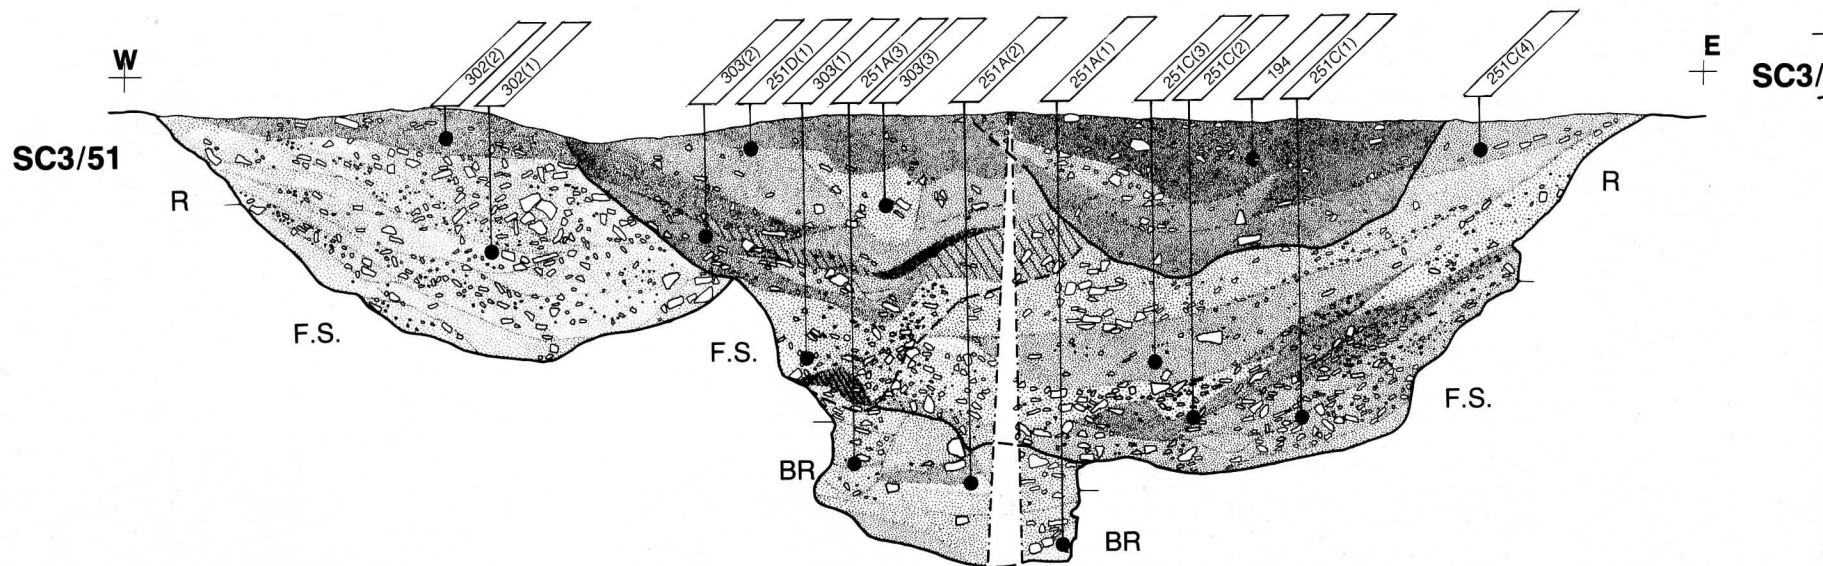 W
E
302(2)
302(1)
303(2)
251D(1)
303(1)
251A(3)
303(3)
251A(2)
251A(1)
251C(3)
251C(2)
194
251C(1)
251C(4)
SC3/
SC3/51
R
R
F.S.
F.S.
F.S.
BR
BR